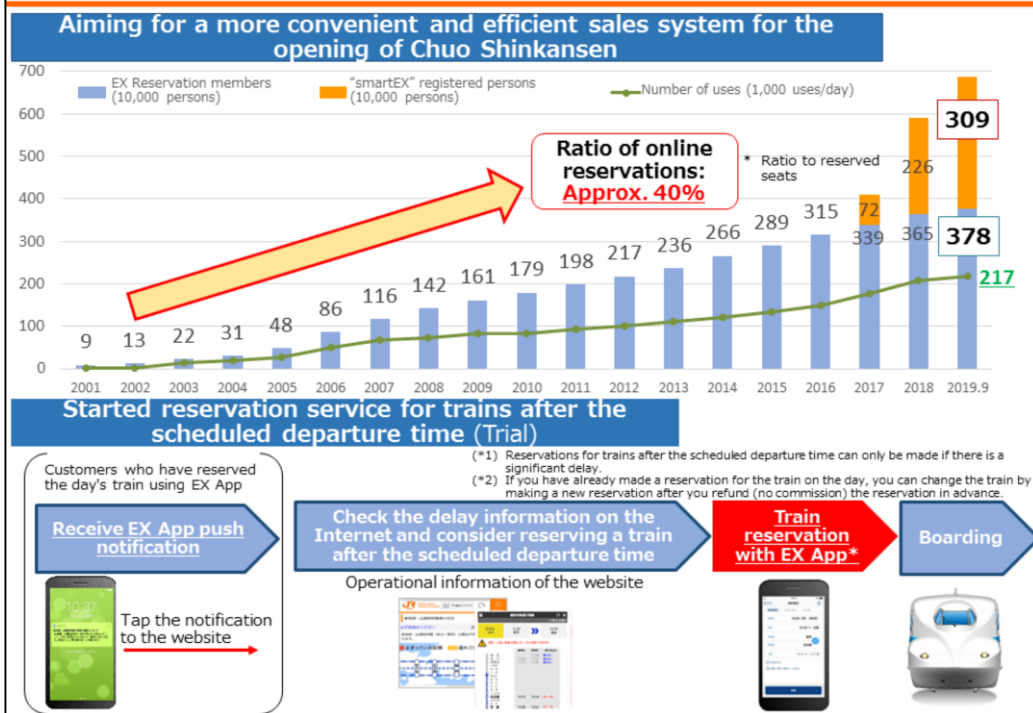 Aiming for a more convenient and efficient sales system for the
opening of Chuo Shinkansen
700
600
500
400
300
200
100
0
EX Reservation members
(10,000 persons)
"smartEX" registered persons
(10,000 persons)
Number of uses (1,000 uses/day)
Ratio of online
reservations:
Approx. 40%
* Ratio to reserved
seats
9
13
22
31
48
86
116
142
161
179
198
217
236
266
289
315
72
339
226
365
309
378
217
2001
2002
2003
2004
2005
2006
2007
2008
2009
2010
2011
2012
2013
2014
2015
2016
2017
2018
2019.9
Started reservation service for trains after the
scheduled departure time (Trial)
(*1) Reservations for trains after the scheduled departure time can only be made if there is a
significant delay.
(*2) If you have already made a reservation for the train on the day, you can change the train by
making a new reservation after you refund (no commission) the reservation in advance.
Customers who have reserved
the day's train using EX App
Receive EX App push
notification
Check the delay information on the
Internet and consider reserving a train
after the scheduled departure time
Train
reservation
with EX App*
Boarding
Operational information of the website
10:37
Tap the notification
to the website